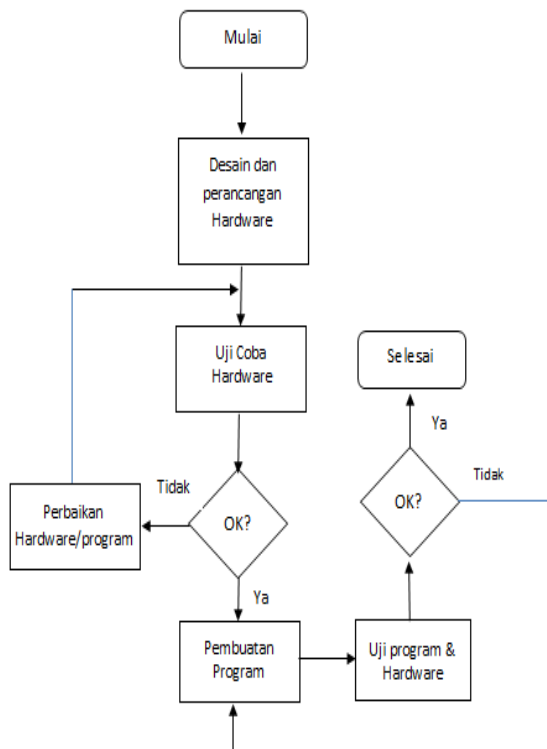 Mulai
Desain dan
perancangan
Hardware
Uji Coba
Hardware
Tidak
OK?
Perbaikan
Hardware/program
Ya
Pembuatan
Program
Uji program &
Hardware
OK?
Tidak
Ya
Selesai